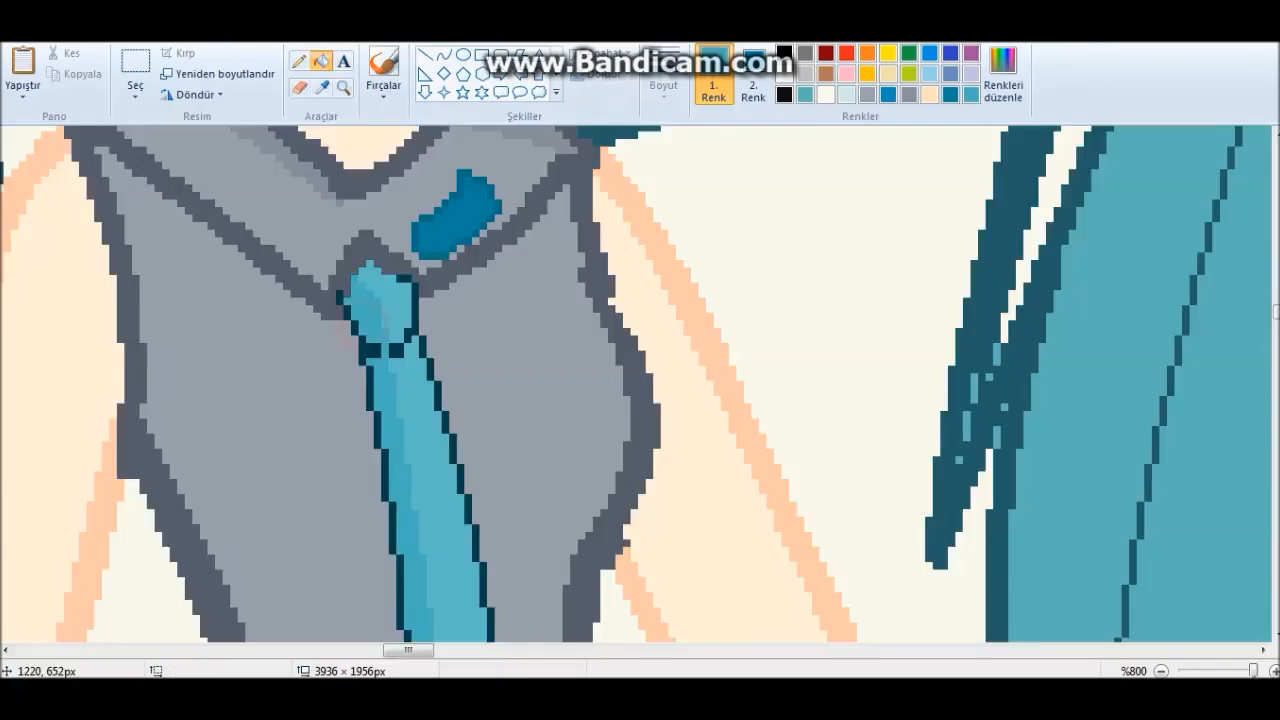 www.Bandicam.com
Kes
Kopyala
Yapıştır
Pano
Seç
Kırp
Yeniden boyutlandır
Döndür
Resim
A
Araçlar
Fırçalar
Şekiller
Boyut
1.
Renk
2.
Renk
Renkler
Renkleri
düzenle
1220, 652px
3936 × 1956px
%800